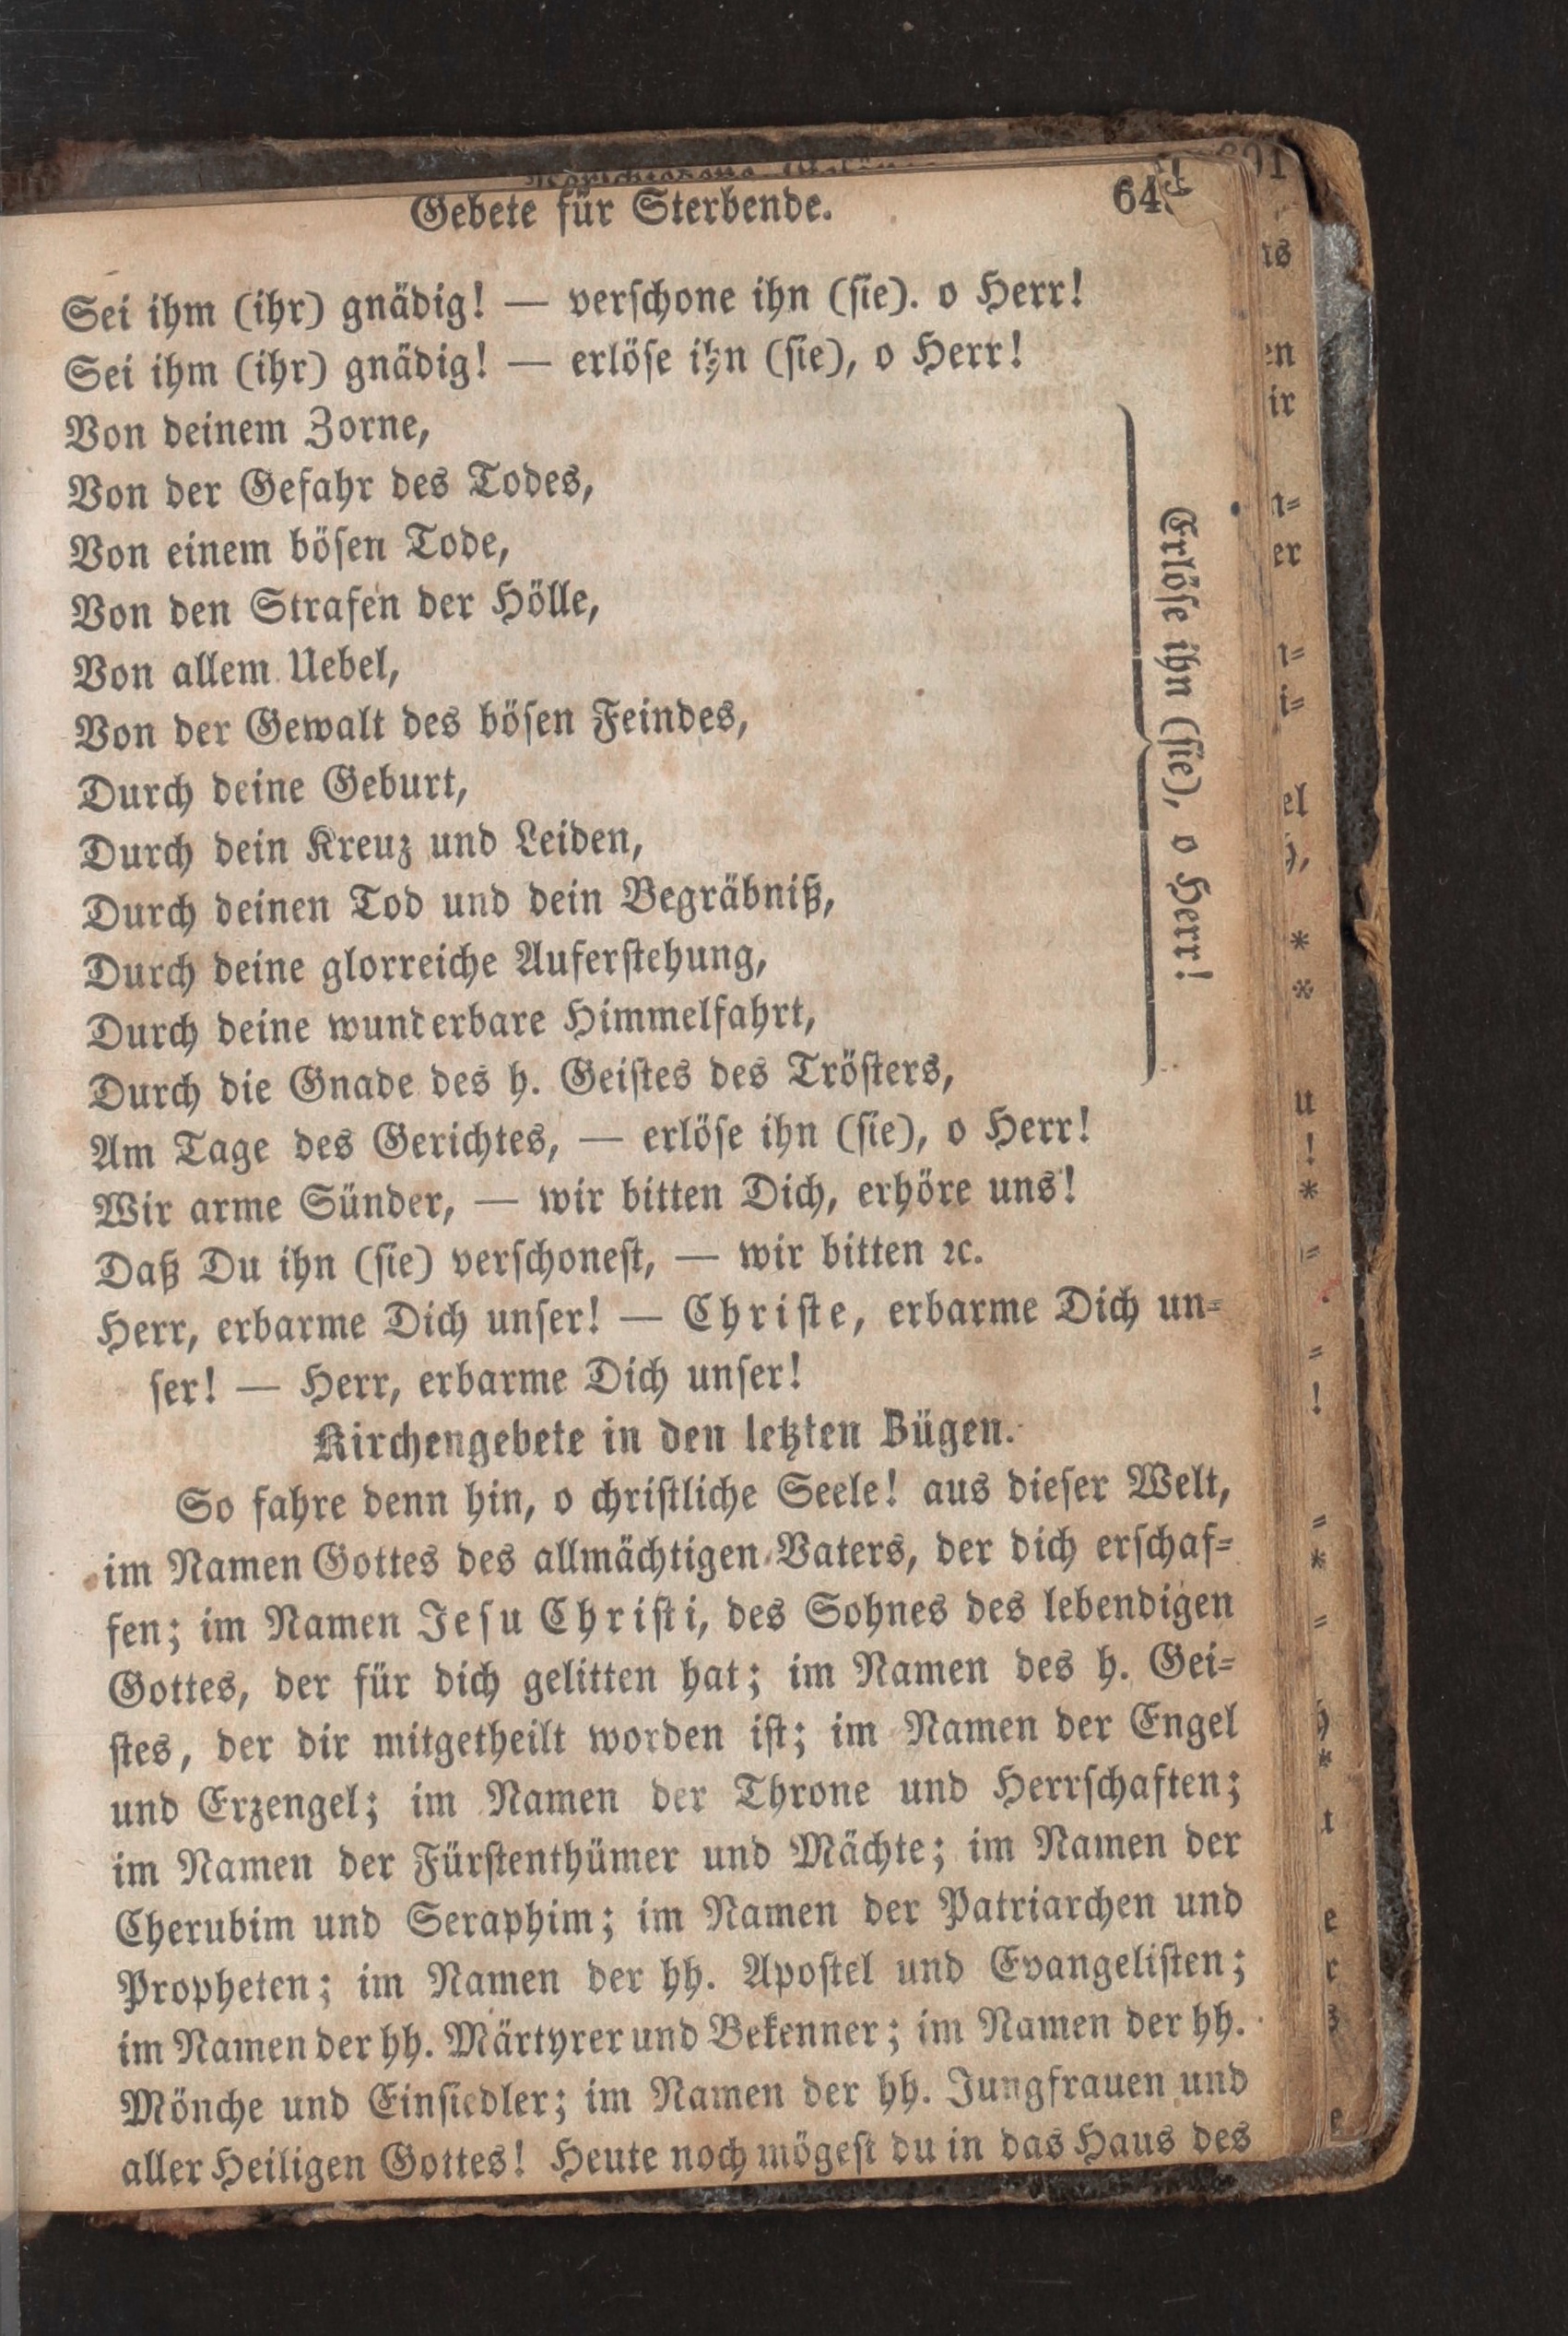 Gebete für Sterbende.
Sei ihm (ihr) gnädig! — verschone ihn (sie). o Herr!
Sei ihm (ihr) gnädig! — erlöse ihn (sie), o Herr!
Von deinem Zorne,
Von der Gefahr des Todes,
Von einem bösen Tode,
Von den Strafen der Hölle,
Von allem Uebel,
Von der Gewalt des bösen Feindes,
Durch deine Geburt,
Durch dein Kreuz und Leiden,
Durch deinen Tod und dein Begräbniß,
Durch deine glorreiche Auferstehung,
Durch deine wunderbare Himmelfahrt,
Durch die Gnade des h. Geistes des Trösters,
Erlöse ihn (sie), o Herr!
Am Tage des Gerichtes, — erlöse ihn (sie), o Herr!
Wir arme Sünder, — wir bitten Dich, erhöre uns!
Daß Du ihn (sie) verschonest, — wir bitten ꝛc.
Herr, erbarme Dich unser! — Christe, erbarme Dich un-
ser! — Herr, erbarme Dich unser!
Kirchengebete in den letzten Zügen.
So fahre denn hin, o christliche Seele! aus dieser Welt,
im Namen Gottes des allmächtigen Vaters, der dich erschaf-
fen; im Namen Jesu Christi, des Sohnes des lebendigen
Gottes, der für dich gelitten hat; im Namen des h. Gei-
stes, der dir mitgetheilt worden ist; im Namen der Engel
und Erzengel; im Namen der Throne und Herrschaften;
im Namen der Fürstenthümer und Mächte; im Namen der
Cherubim und Seraphim; im Namen der Patriarchen und
Propheten; im Namen der hh. Apostel und Evangelisten;
im Namen der hh. Märtyrer und Bekenner; im Namen der hh.
Mönche und Einsiedler; im Namen der hh. Jungfrauen und
aller Heiligen Gottes! Heute noch mögest du in das Haus des